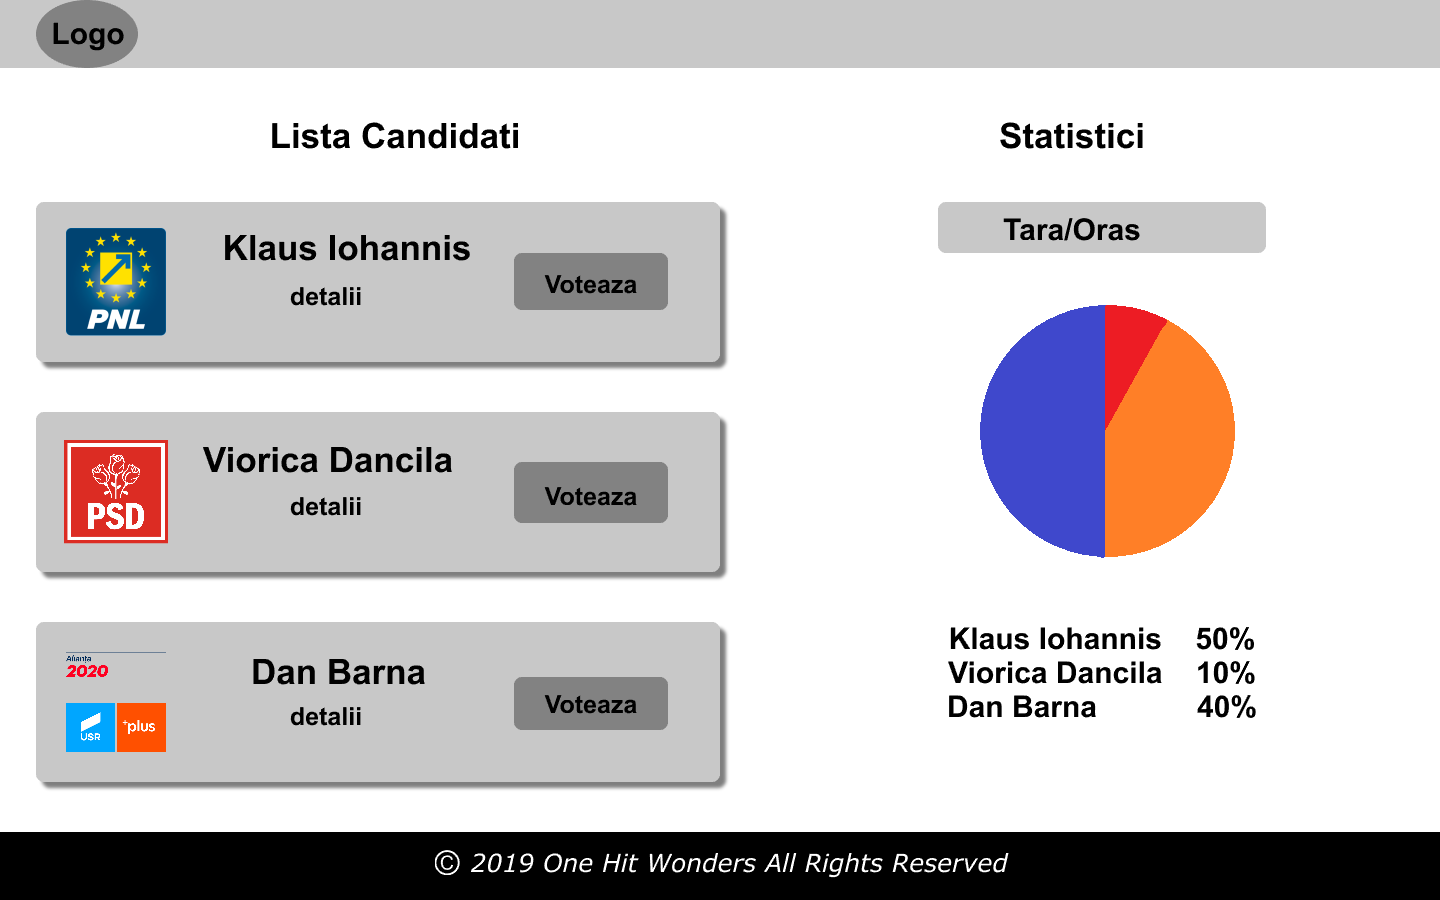 Logo
Lista Candidati
Klaus Iohannis
detalii
Voteaza
PNL
Viorica Dancila
detalii
Voteaza
PSD
Alianța
2020
USR
+plus
Dan Barna
detalii
Voteaza
Statistici
Tara/Oras
Klaus Iohannis 50%
Viorica Dancila 10%
Dan Barna 40%
© 2019 One Hit Wonders All Rights Reserved